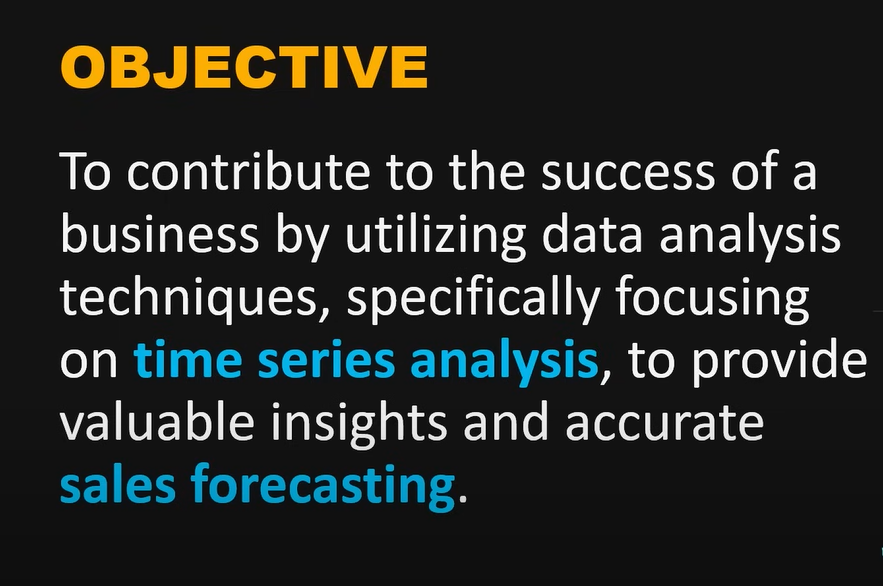 OBJECTIVE
To contribute to the success of a
business by utilizing data analysis
techniques, specifically focusing
on time series analysis, to provide
valuable insights and accurate
sales forecasting.